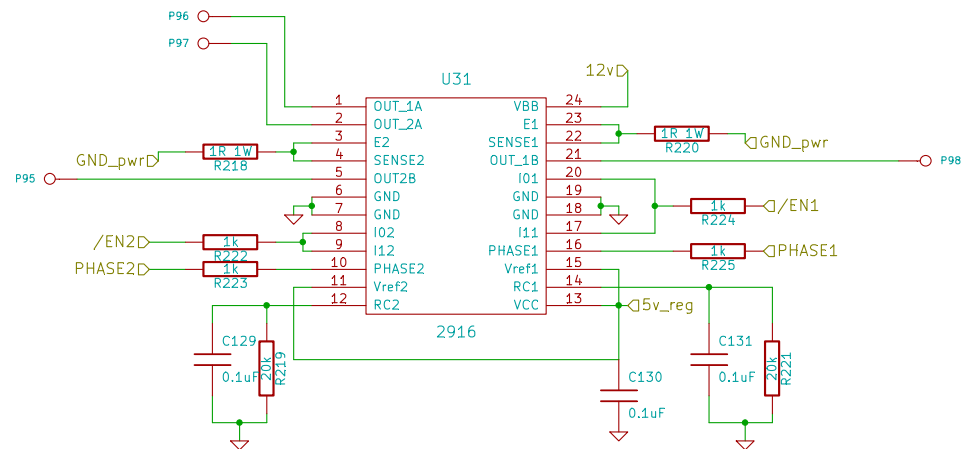 P96
P97
U31
12v
1 OUT_1A VBB 24
2 OUT_2A E1 23
3 E2 SENSE1 22
4 SENSE2 OUT_1B 21
5 OUT2B I01 20
6 GND GND 19
7 GND GND 18
8 I02 I11 17
9 I12 PHASE1 16
10 PHASE2 Vref1 15
11 Vref2 RC1 14
12 RC2 VCC 13
2916
GND_pwr
1R 1W
R218
P95
/EN2
1k
R222
PHASE2
1k
R223
1R 1W
R220
GND_pwr
P98
1k
R224
/EN1
1k
R225
PHASE1
5v_reg
C129
0.1uF
20k
R219
C130
0.1uF
C131
0.1uF
20k
R221